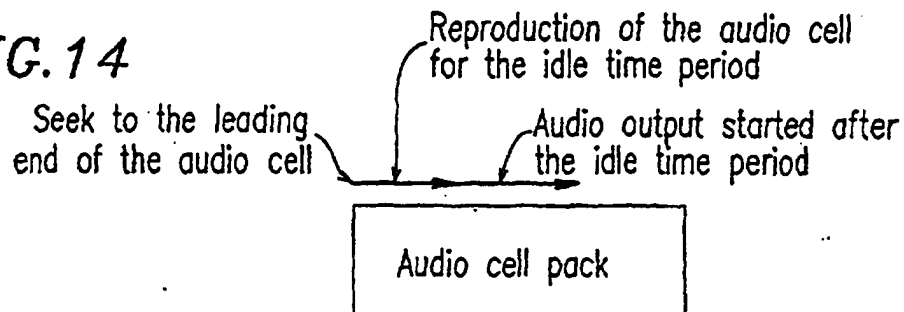 G.14
Reproduction of the audio cell
for the idle time period
Seek to the leading
end of the audio cell
Audio output started after
the idle time period
Audio cell pack